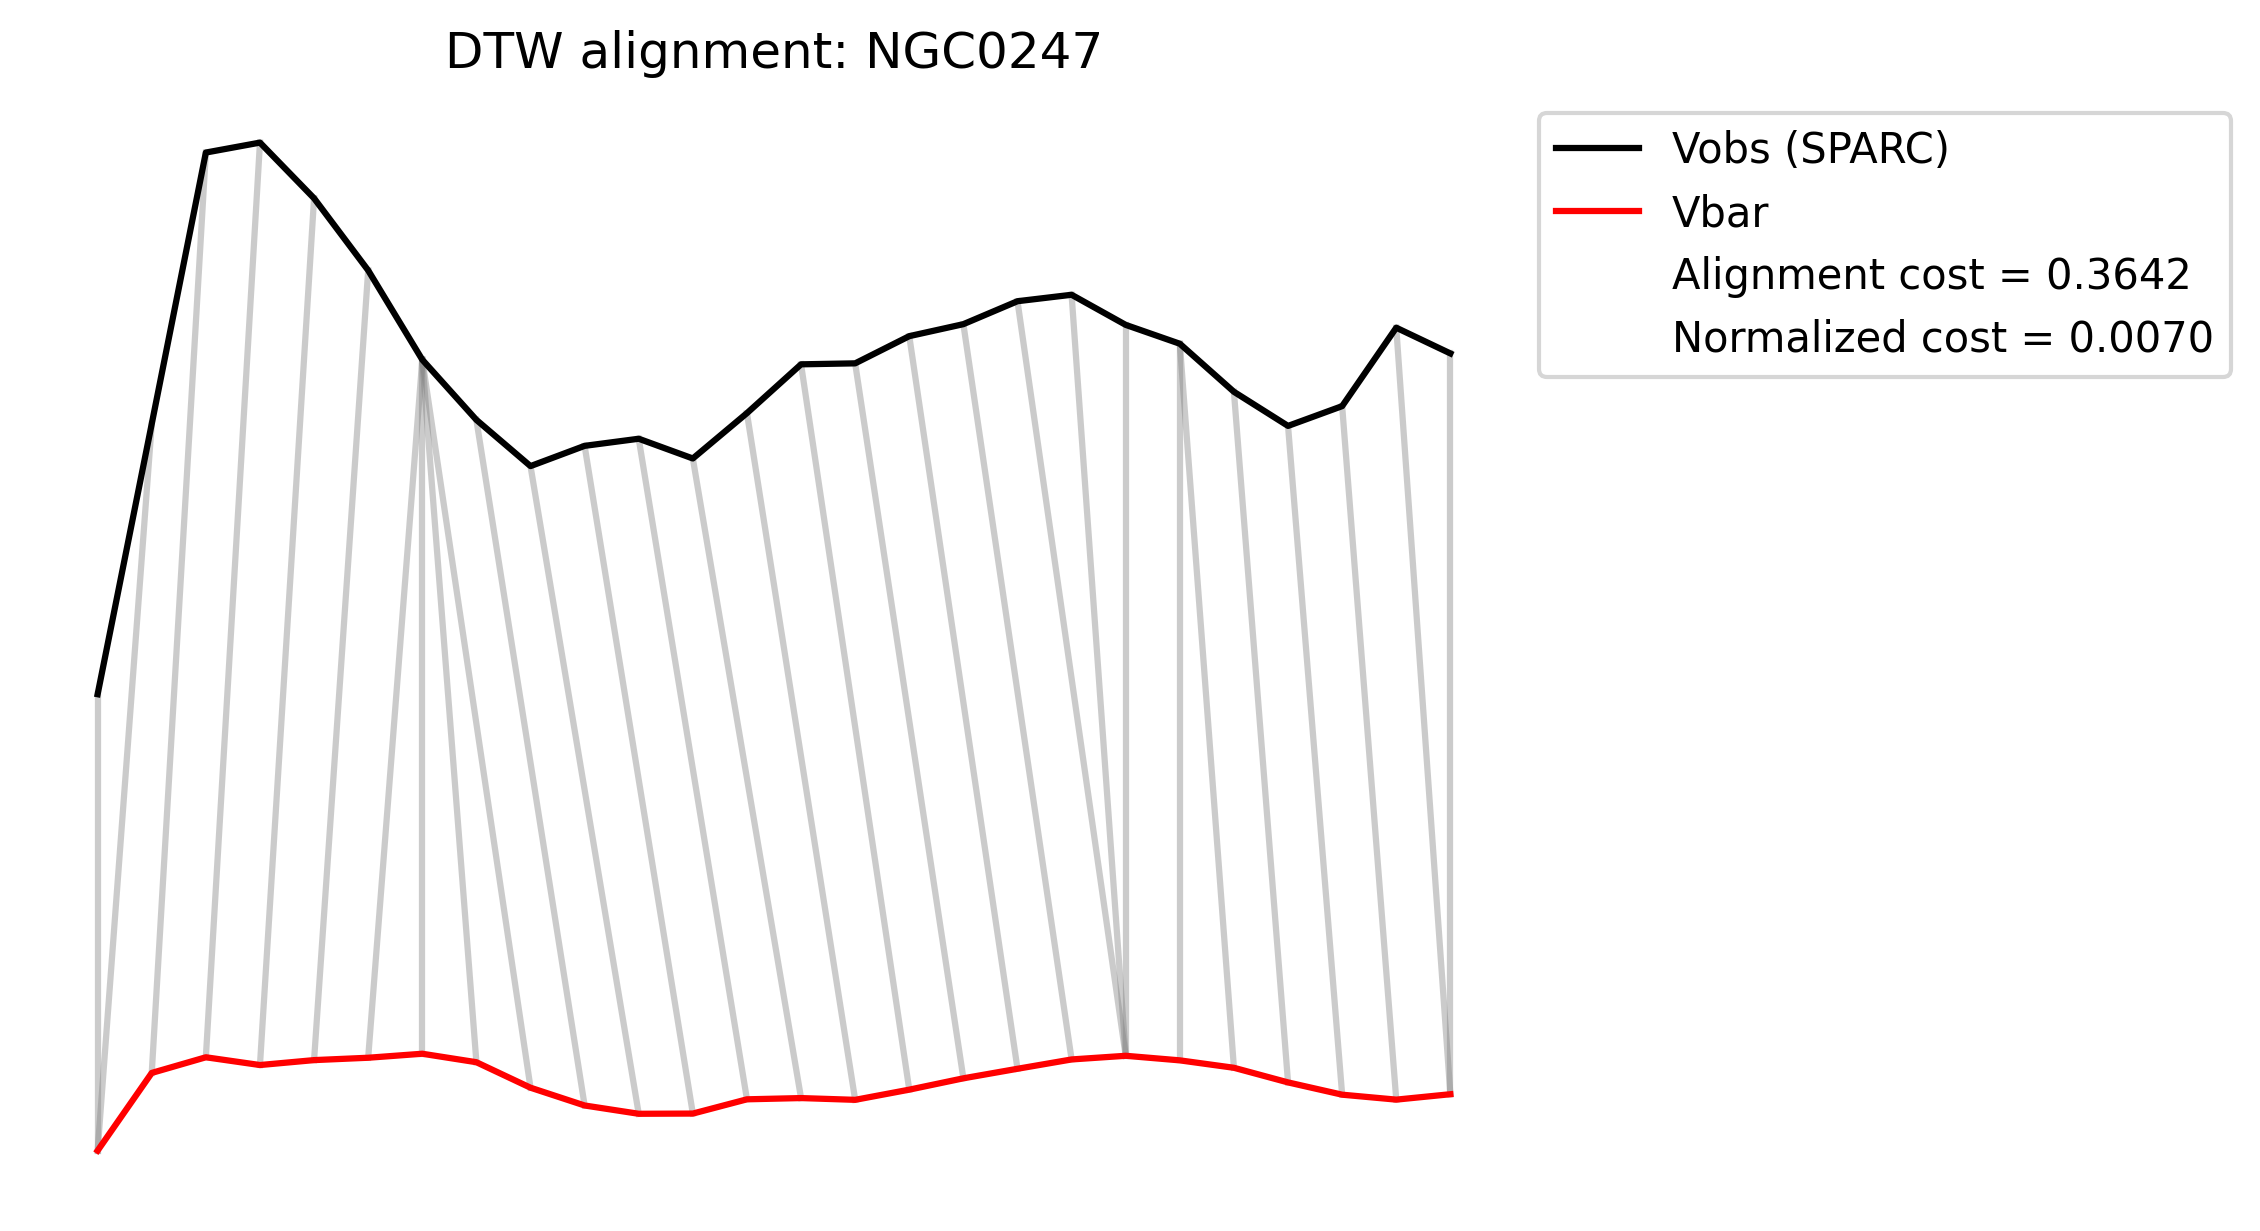 DTW alignment: NGC0247
Vobs (SPARC)
Vbar
Alignment cost = 0.3642
Normalized cost = 0.0070